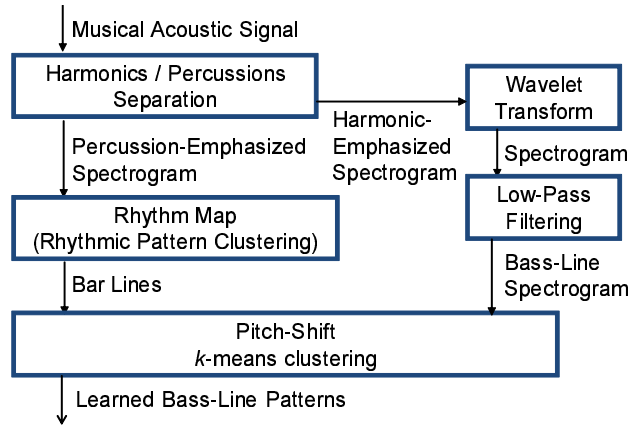 Musical Acoustic Signal
Harmonics / Percussions
Separation
Wavelet
Transform
Harmonic-
Emphasized
Spectrogram
Percussion-Emphasized
Spectrogram
Spectrogram
Low-Pass
Filtering
Rhythm Map
(Rhythmic Pattern Clustering)
Bar Lines
Bass-Line
Spectrogram
Pitch-Shift
k-means clustering
Learned Bass-Line Patterns